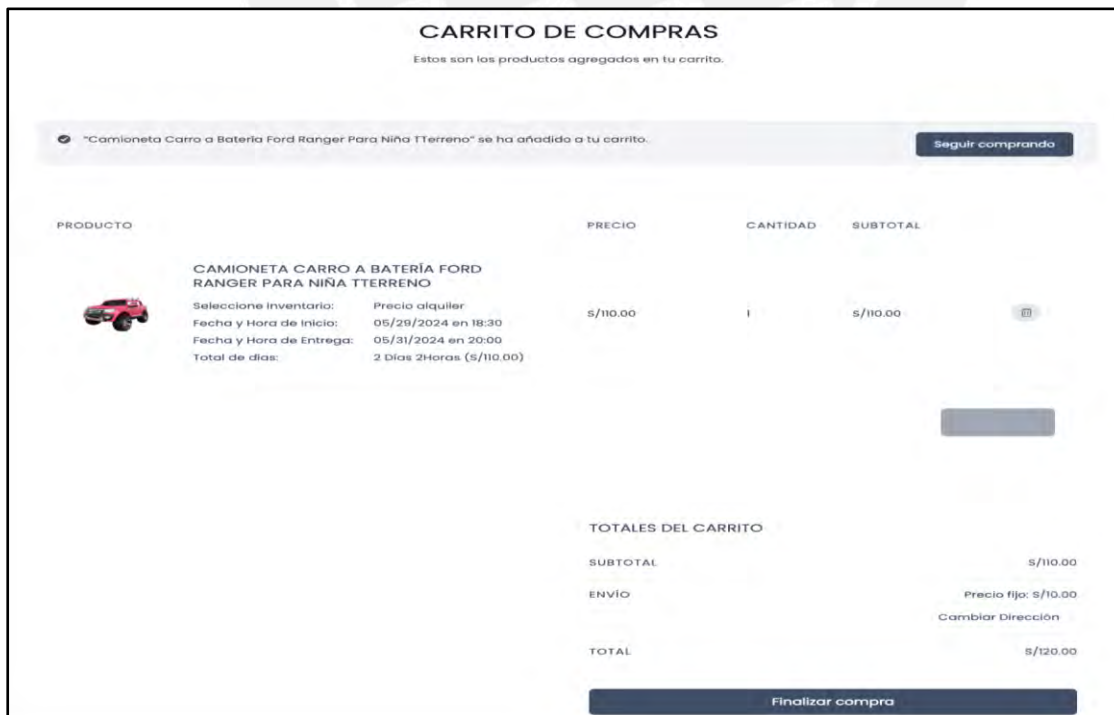 CARRITO DE COMPRAS
Estos son los productos agregados en tu carrito.
"Camioneta Carro a Batería Ford Ranger Para Niña TTerreno" se ha añadido a tu carrito.
Seguir comprando
PRODUCTO PRECIO CANTIDAD SUBTOTAL
CAMIONETA CARRO A BATERÍA FORD
RANGER PARA NIÑA TTERRENO
Seleccione Inventario: Precio alquiler
Fecha y Hora de Inicio: 05/29/2024 en 18:30
S/110.00 1 S/110.00
Fecha y Hora de Entrega: 05/31/2024 en 20:00
Total de días: 2 Días 2Horas (S/110.00)
TOTALES DEL CARRITO
SUBTOTAL S/110.00
ENVÍO Precio fijo: S/10.00
Cambiar Dirección
TOTAL S/120.00
Finalizar compra